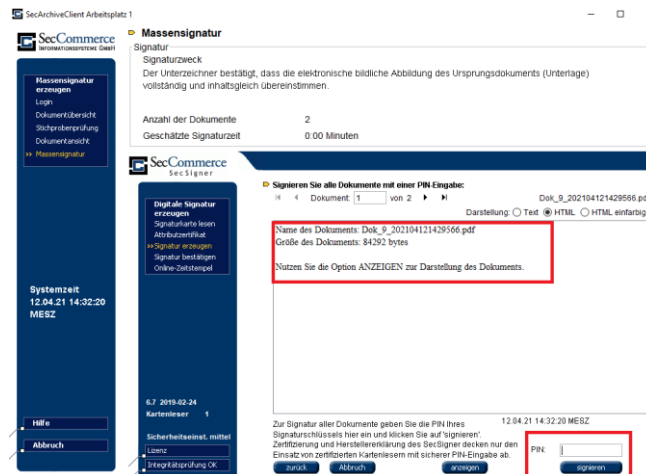 SecArchiveClient Arbeitsplatz 1
SecCommerce
INFORMATIONSSYSTEME GMBH
Massensignatur erzeugen
Login
Dokumentübersicht
Stichprobenprüfung
Dokumentansicht
>> Massensignatur
Systemzeit
12.04.21 14:32:20
MESZ
Hilfe
Abbruch
Massensignatur
Signatur
Signaturzweck
Der Unterzeichner bestätigt, dass die elektronische bildliche Abbildung des Ursprungsdokuments (Unterlage)
vollständig und inhaltsgleich übereinstimmen.
Anzahl der Dokumente 2
Geschätzte Signaturzeit 0:00 Minuten
SecCommerce
SecSigner
Digitale Signatur
erzeugen
Signaturkarte lesen
Attributzertifikat
>>Signatur erzeugen
Signatur bestätigen
Online-Zeitstempel
6.7 2019-02-24
Kartenleser 1
Sicherheitseinst. mittel
Lizenz
Integritätsprüfung OK
Signieren Sie alle Dokumente mit einer PIN-Eingabe:
Dokument: 1 von 2 Dok_9_202104121429566.pd
Darstellung: Text HTML HTML einfarbig
Name des Dokuments: Dok_9_202104121429566.pdf
Größe des Dokuments: 84292 bytes
Nutzen Sie die Option ANZEIGEN zur Darstellung des Dokuments.
Zur Signatur aller Dokumente geben Sie die PIN Ihres
Signaturschlüssels hier ein und klicken Sie auf 'signieren'.
Zertifizierung und Herstellererklärung des SecSigner decken nur den
Einsatz von zertifizierten Kartenlesern mit sicherer PIN-Eingabe ab.
12.04.21 14:32:20 MESZ
PIN:
zurück Abbruch anzeigen signieren